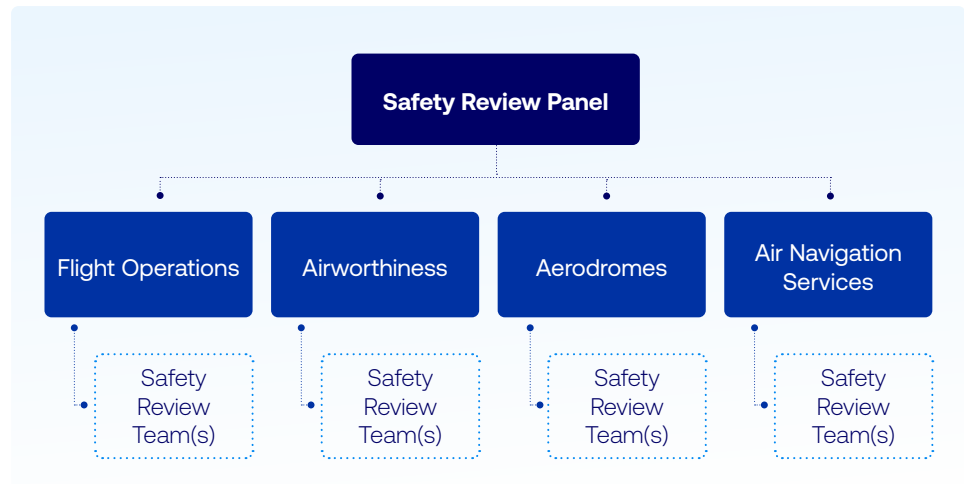 Safety Review Panel
Flight Operations
Airworthiness
Aerodromes
Air Navigation
Services
Safety
Review
Team(s)
Safety
Review
Team(s)
Safety
Review
Team(s)
Safety
Review
Team(s)